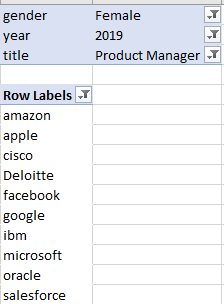 gender Female
year 2019
title Product Manager
Row Labels
amazon
apple
cisco
Deloitte
facebook
google
ibm
microsoft
oracle
salesforce